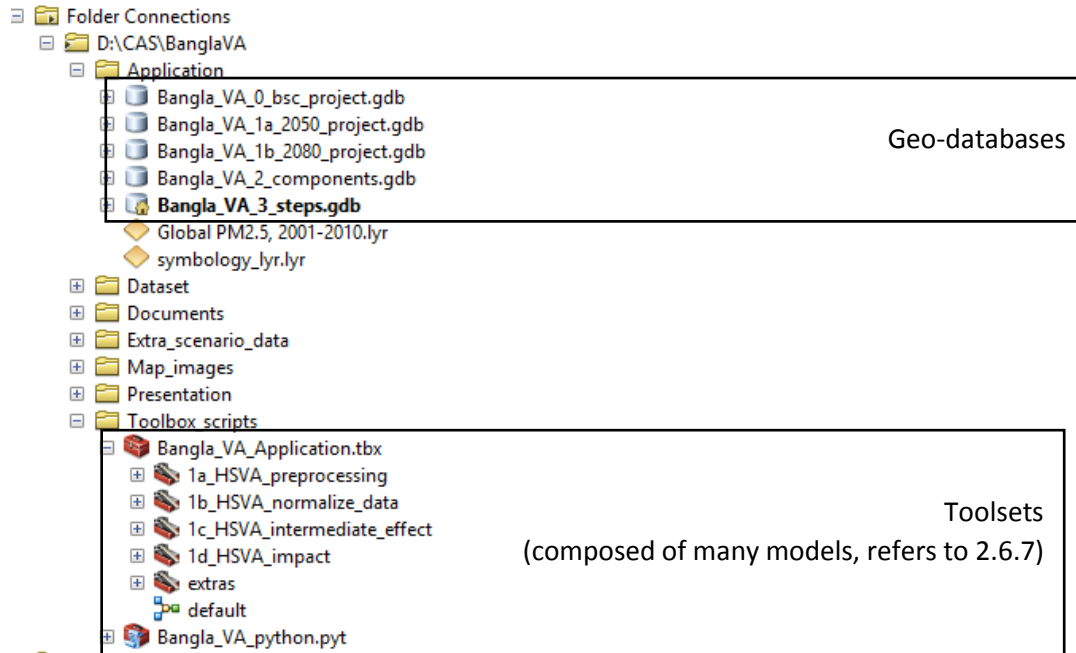 Folder Connections
D:\CAS\BanglaVA
Application
Bangla_VA_0_bsc_project.gdb
Bangla_VA_1a_2050_project.gdb
Bangla_VA_1b_2080_project.gdb
Bangla_VA_2_components.gdb
Bangla_VA_3_steps.gdb
Geo-databases
Global PM2.5, 2001-2010.lyr
symbology_lyr.lyr
Dataset
Documents
Extra_scenario_data
Map_images
Presentation
Toolbox_scripts
Bangla_VA_Application.tbx
1a_HSVA_preprocessing
1b_HSVA_normalize_data
1c_HSVA_intermediate_effect
1d_HSVA_impact
extras
default
Bangla_VA_python.pyt
Toolsets
(composed of many models, refers to 2.6.7)